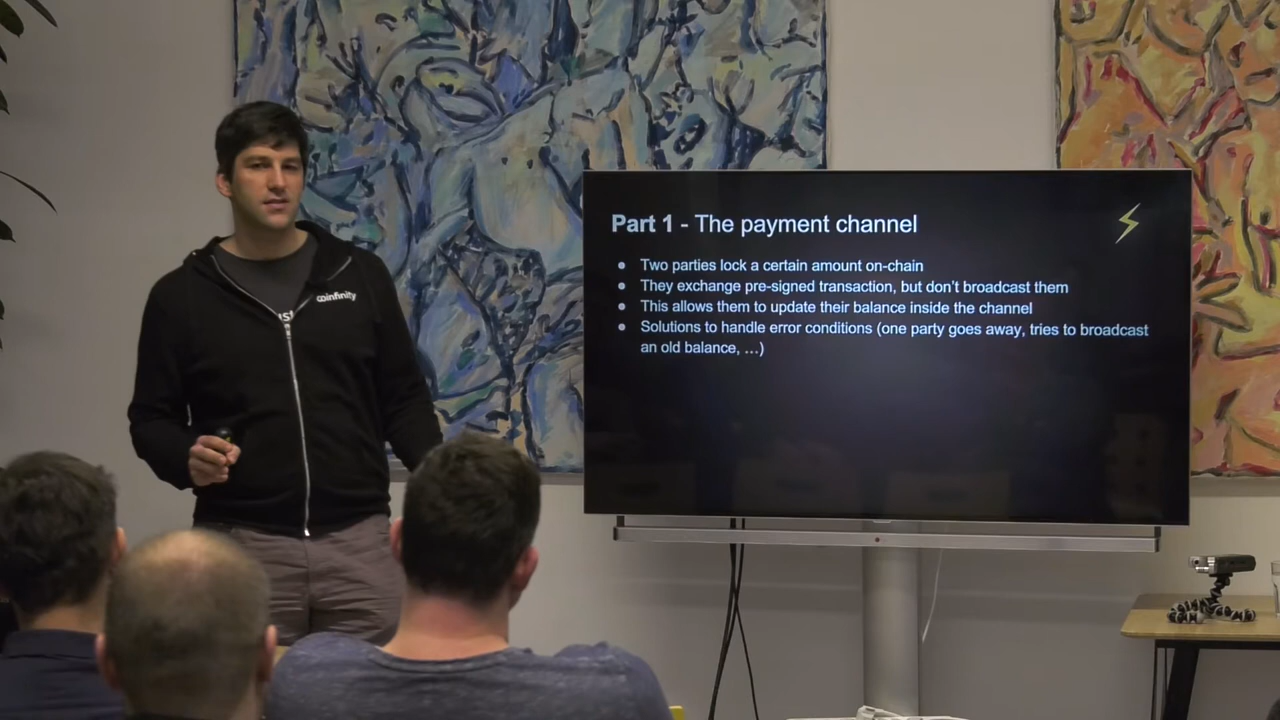 coinfinity
Part 1 - The payment channel
● Two parties lock a certain amount on-chain
● They exchange pre-signed transaction, but don't broadcast them
● This allows them to update their balance inside the channel
● Solutions to handle error conditions (one party goes away, tries to broadcast
an old balance, …)